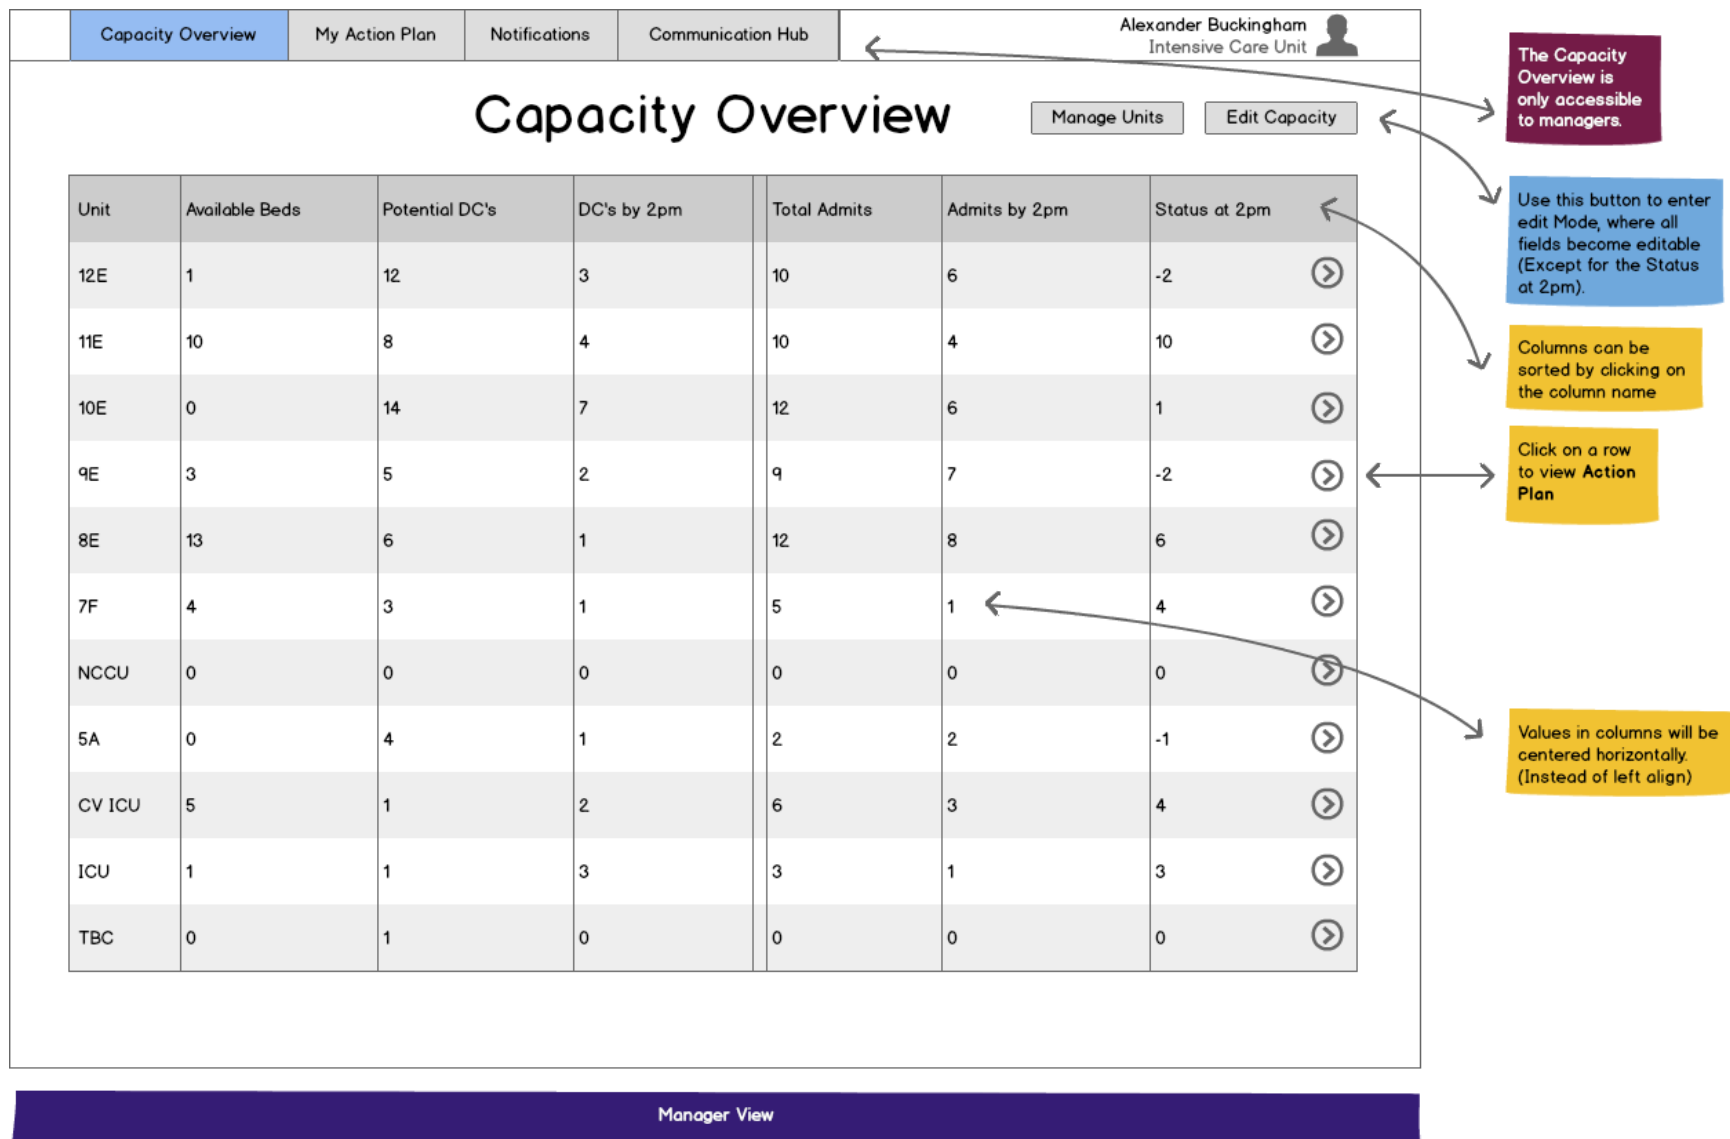 Capacity Overview
My Action Plan
Notifications
Communication Hub
Alexander Buckingham
Intensive Care Unit
Capacity Overview
Manage Units
Edit Capacity
Unit Available Beds Potential DC's DC's by 2pm Total Admits Admits by 2pm Status at 2pm
12E 1 12 3 10 6 -2
11E 10 8 4 10 4 10
10E 0 14 7 12 6 1
9E 3 5 2 9 7 -2
8E 13 6 1 12 8 6
7F 4 3 1 5 1 4
NCCU 0 0 0 0 0 0
5A 0 4 1 2 2 -1
CV ICU 5 1 2 6 3 4
ICU 1 1 3 3 1 3
TBC 0 1 0 0 0 0
The Capacity
Overview is
only accessible
to managers.
Use this button to enter
edit Mode, where all
fields become editable
(Except for the Status
at 2pm).
Columns can be
sorted by clicking on
the column name
Click on a row
to view Action
Plan
Values in columns will be
centered horizontally.
(Instead of left align)
Manager View